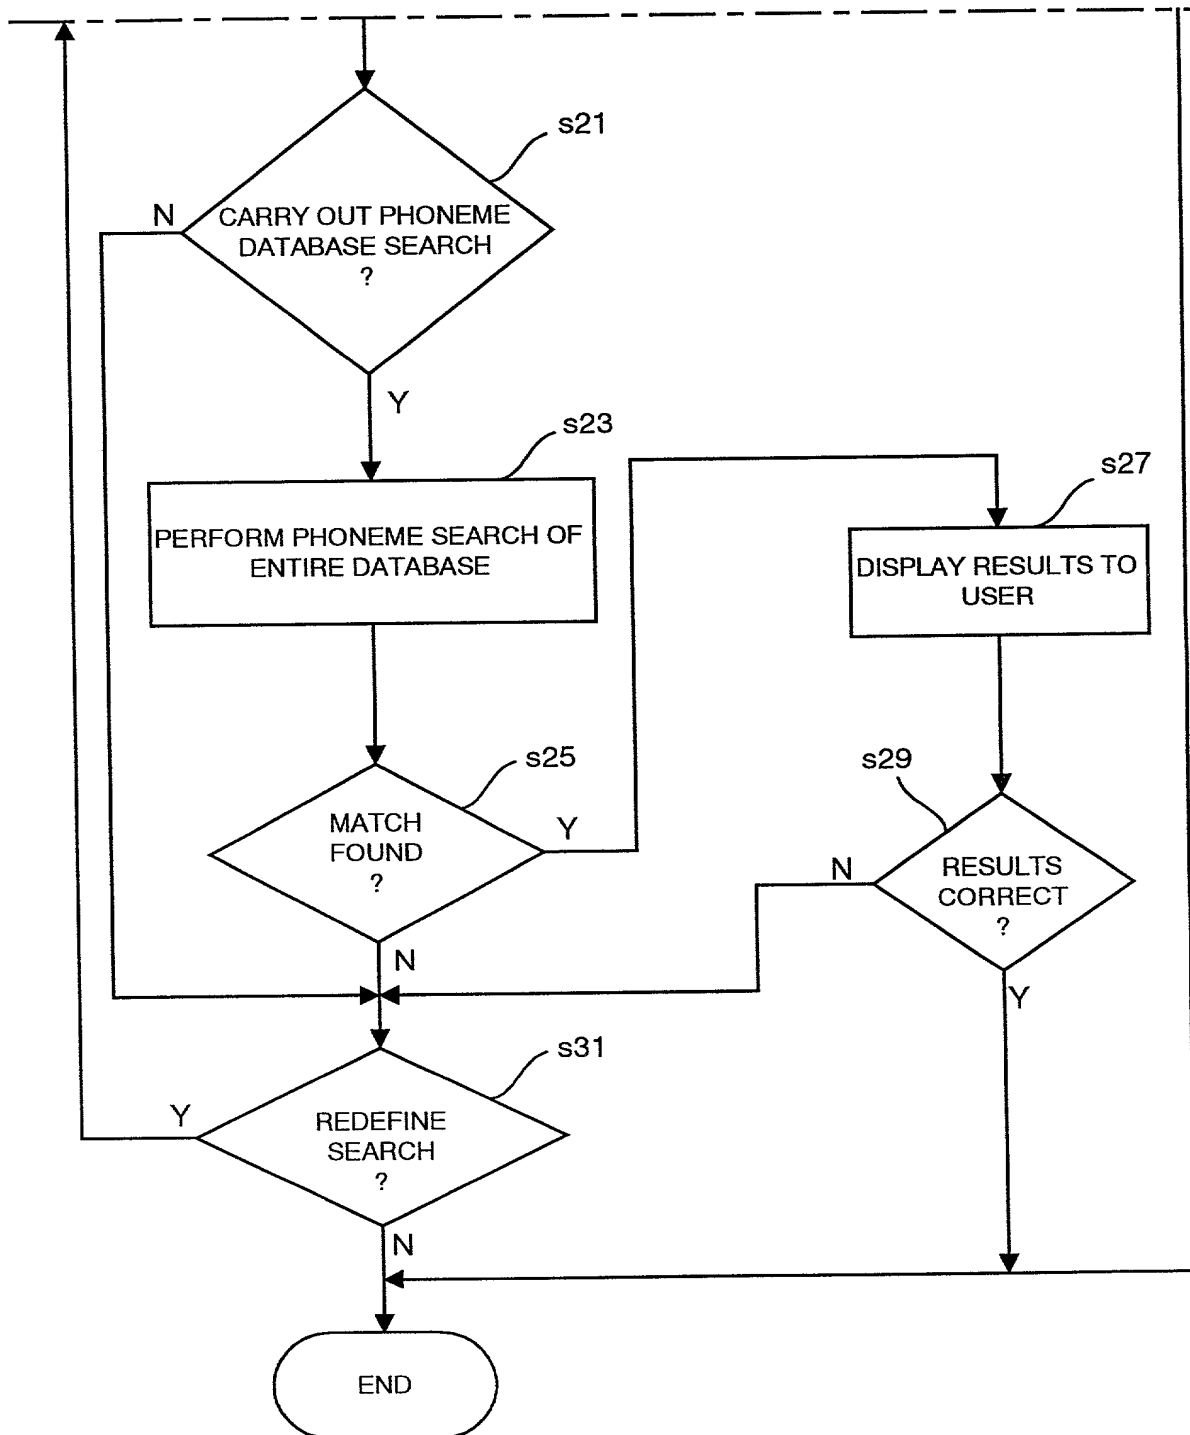 s21
N
CARRY OUT PHONEME
DATABASE SEARCH
?
Y
s23
PERFORM PHONEME SEARCH OF
ENTIRE DATABASE
s27
DISPLAY RESULTS TO
USER
s25
MATCH
FOUND
?
Y
N
s29
RESULTS
CORRECT
?
N
Y
s31
REDEFINE
SEARCH
?
Y
N
END